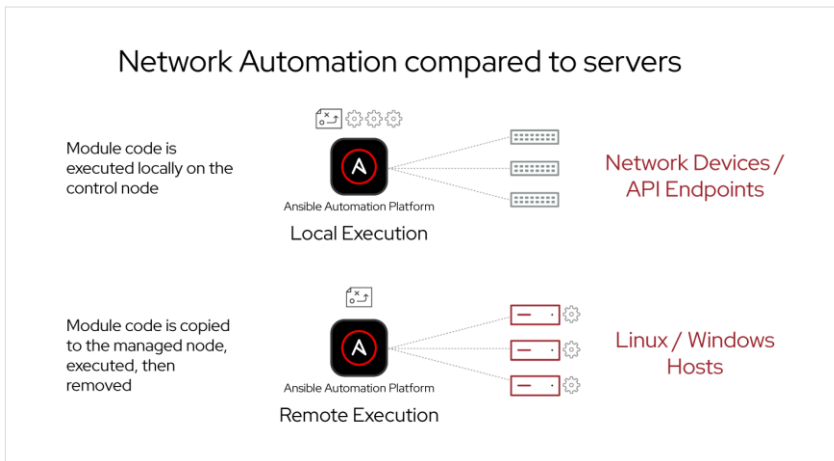 Network Automation compared to servers
Module code is
executed locally on the
control node
Ansible Automation Platform
Local Execution
Network Devices /
API Endpoints
Module code is copied
to the managed node,
executed, then
removed
Ansible Automation Platform
Remote Execution
Linux / Windows
Hosts